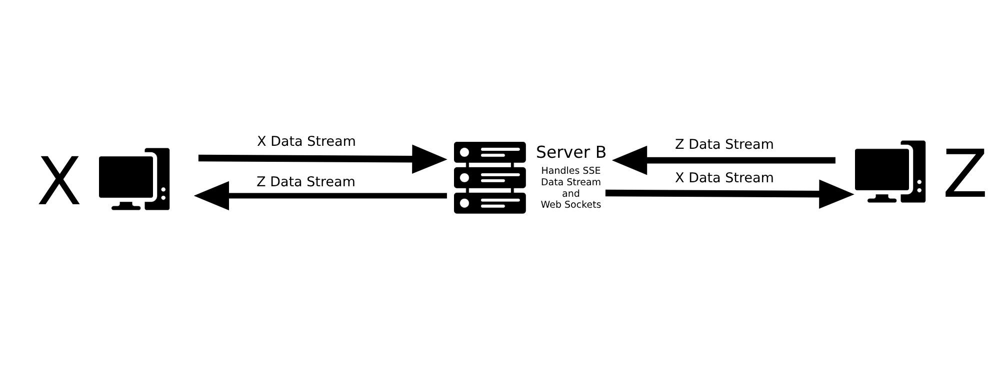 X
X Data Stream
Z Data Stream
Server B
Handles SSE
Data Stream
and
Web Sockets
Z Data Stream
X Data Stream
Z